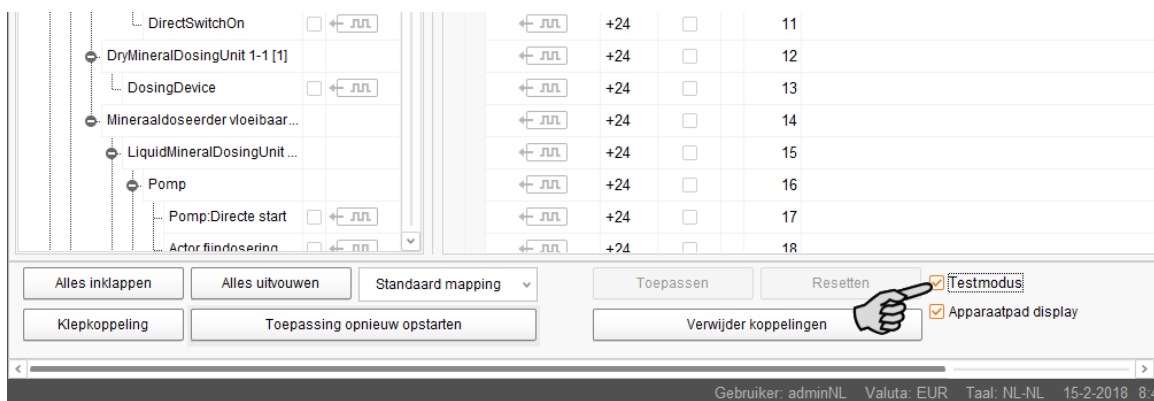 DirectSwitchOn +24 11
DryMineralDosingUnit 1-1 [1] +24 12
DosingDevice +24 13
Mineraaldoseerder vloeibaar... +24 14
LiquidMineralDosingUnit ... +24 15
Pomp +24 16
Pomp:Directe start +24 17
Actor fijndosering +24 18
Alles inklappen Alles uitvouwen Standaard mapping Toepassen Resetten Testmodus
Klepkoppeling Toepassing opnieuw opstarten Verwijder koppelingen Apparaatpad display
Gebruiker: adminNL Valuta: EUR Taal: NL-NL 15-2-2018